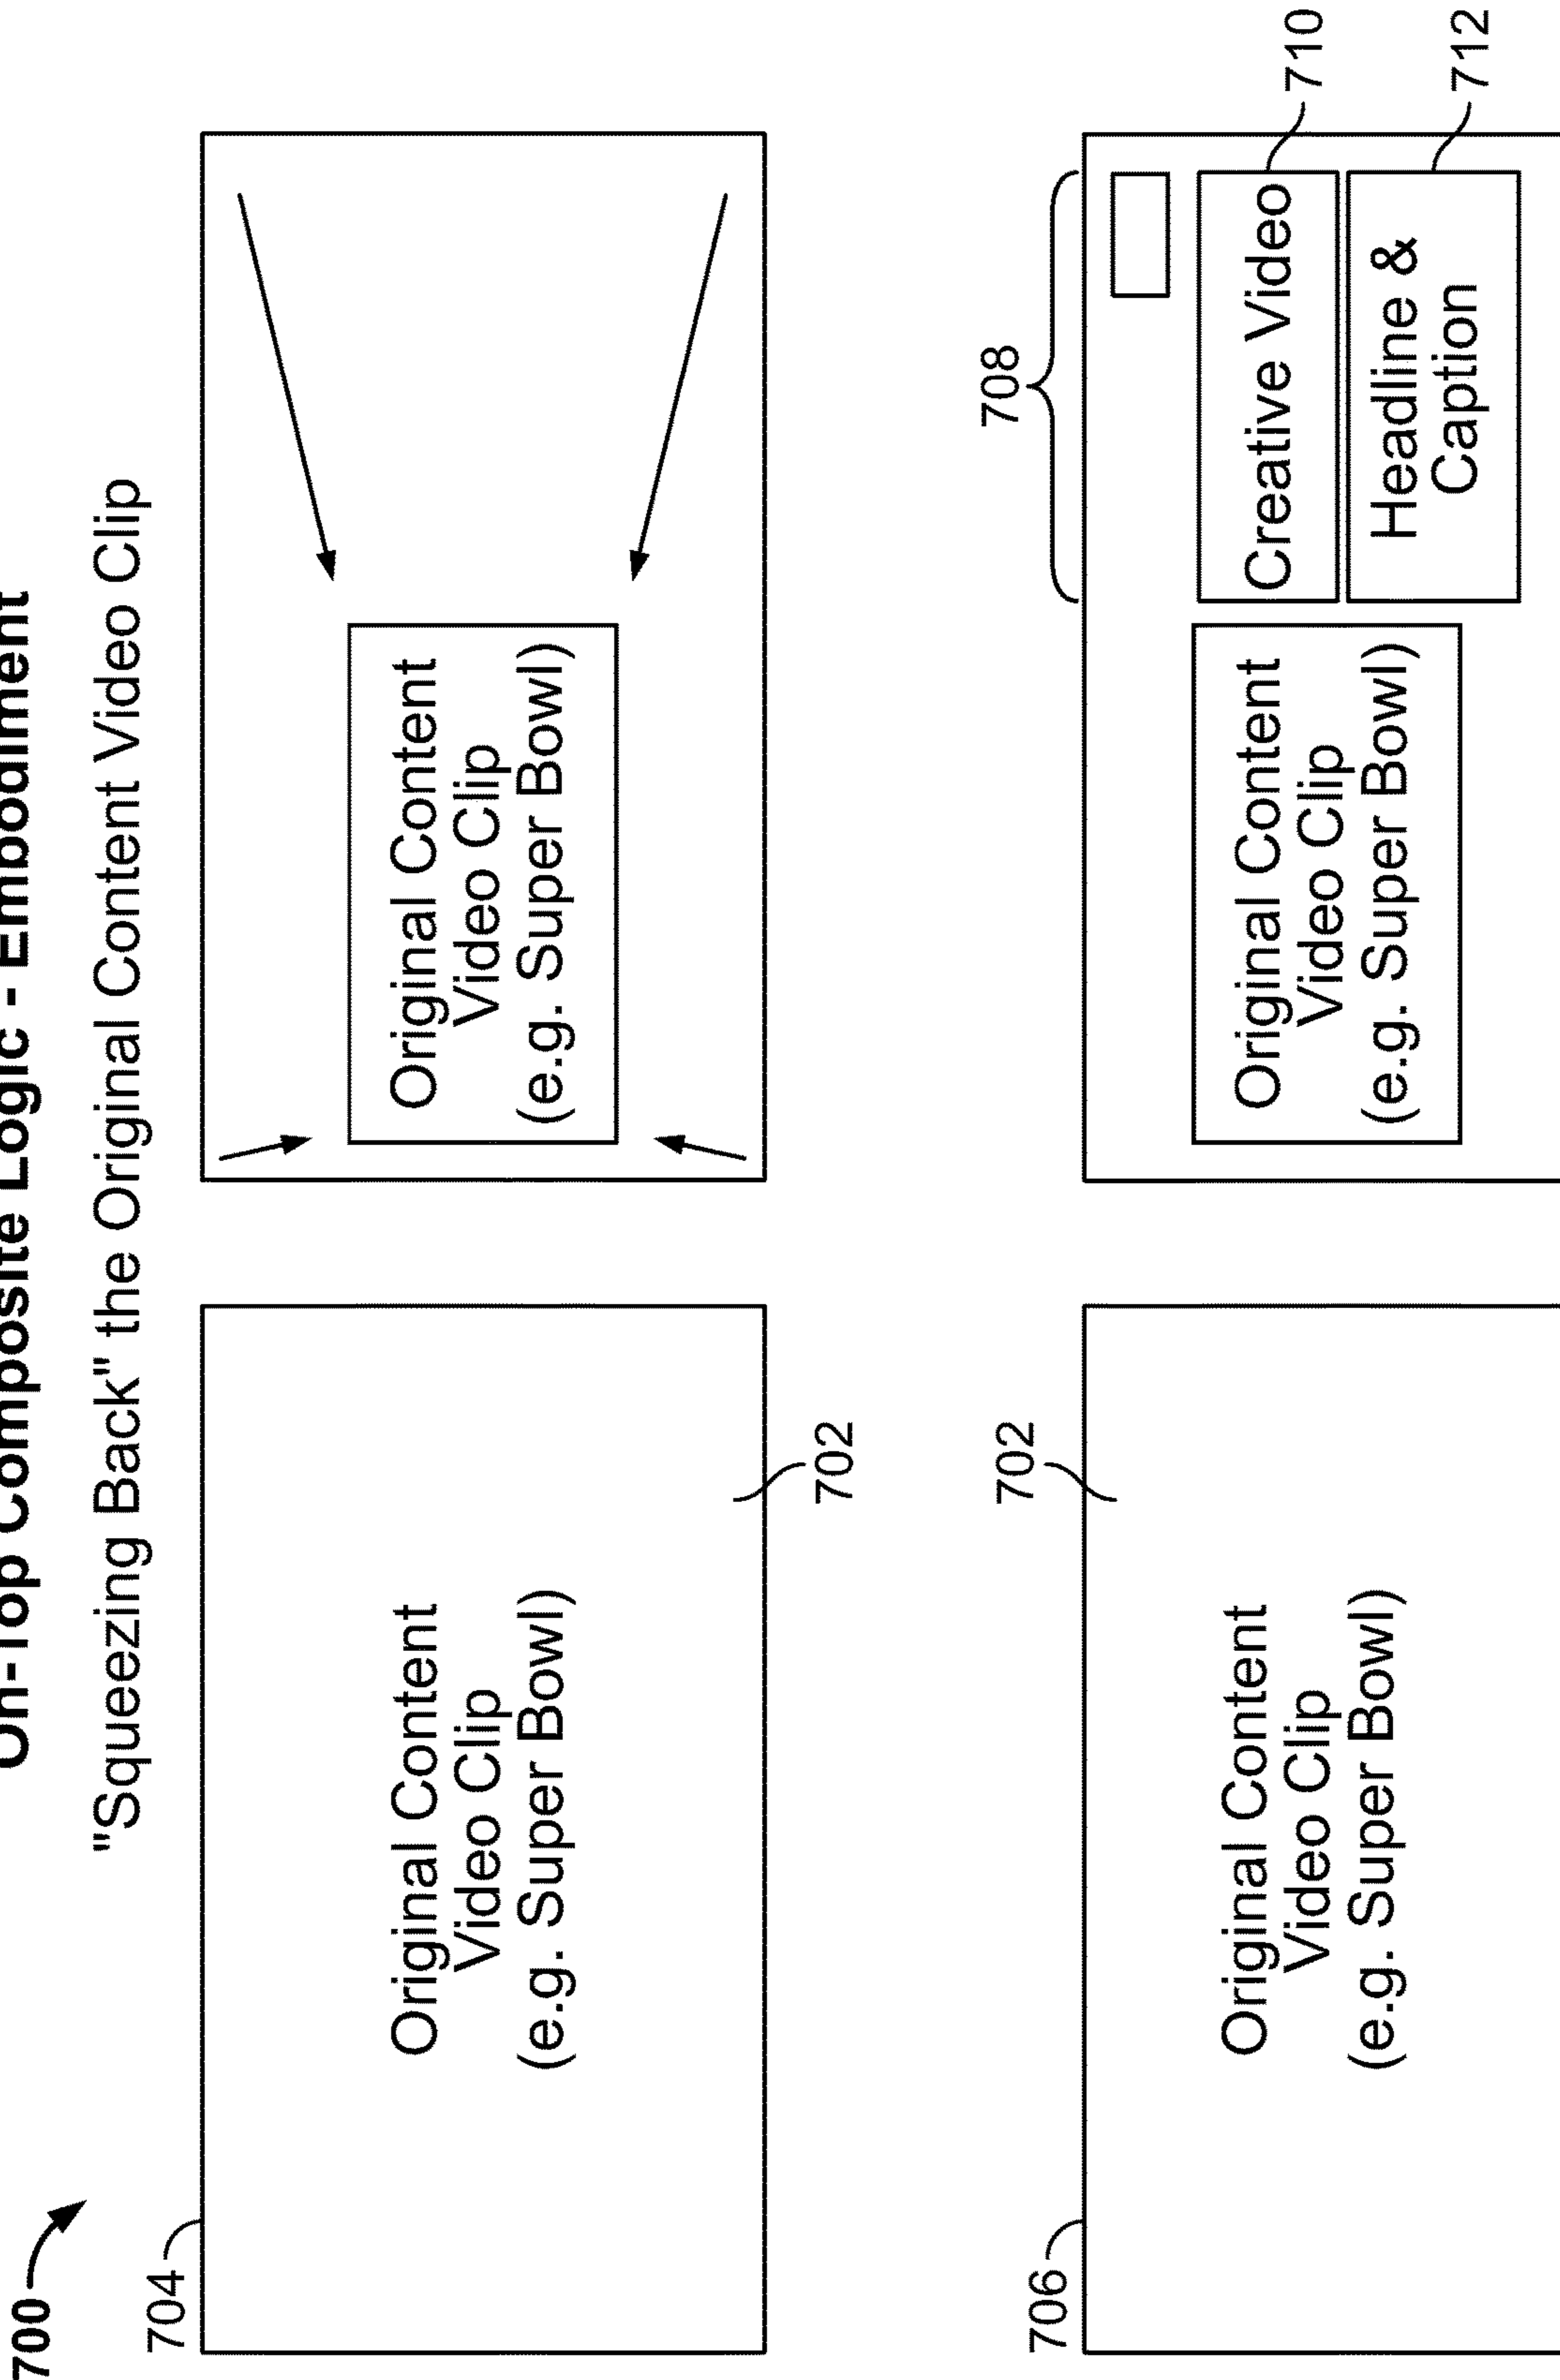 On-Top Composite Logic - Embodiment
"Squeezing Back" the Original Content Video Clip
700
704
Original Content
Video Clip
(e.g. Super Bowl)
702
Original Content
Video Clip
(e.g. Super Bowl)
706
702
Original Content
Video Clip
(e.g. Super Bowl)
708
Original Content
Video Clip
(e.g. Super Bowl)
Creative Video
710
Headline &
Caption
712